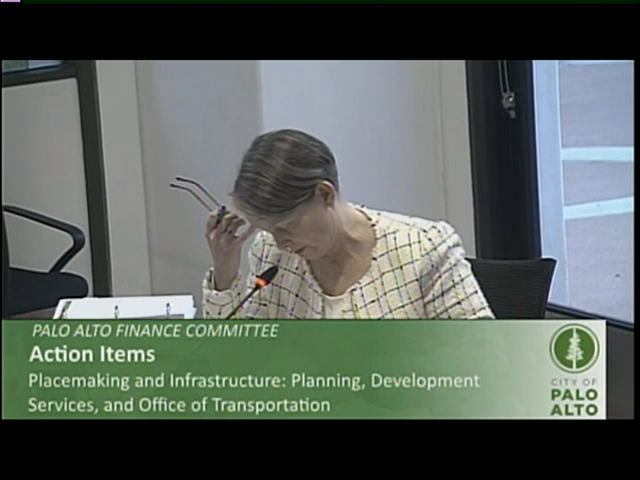 PALO ALTO FINANCE COMMITTEE
Action Items
Placemaking and Infrastructure: Planning, Development
Services, and Office of Transportation
CITY OF
PALO
ALTO